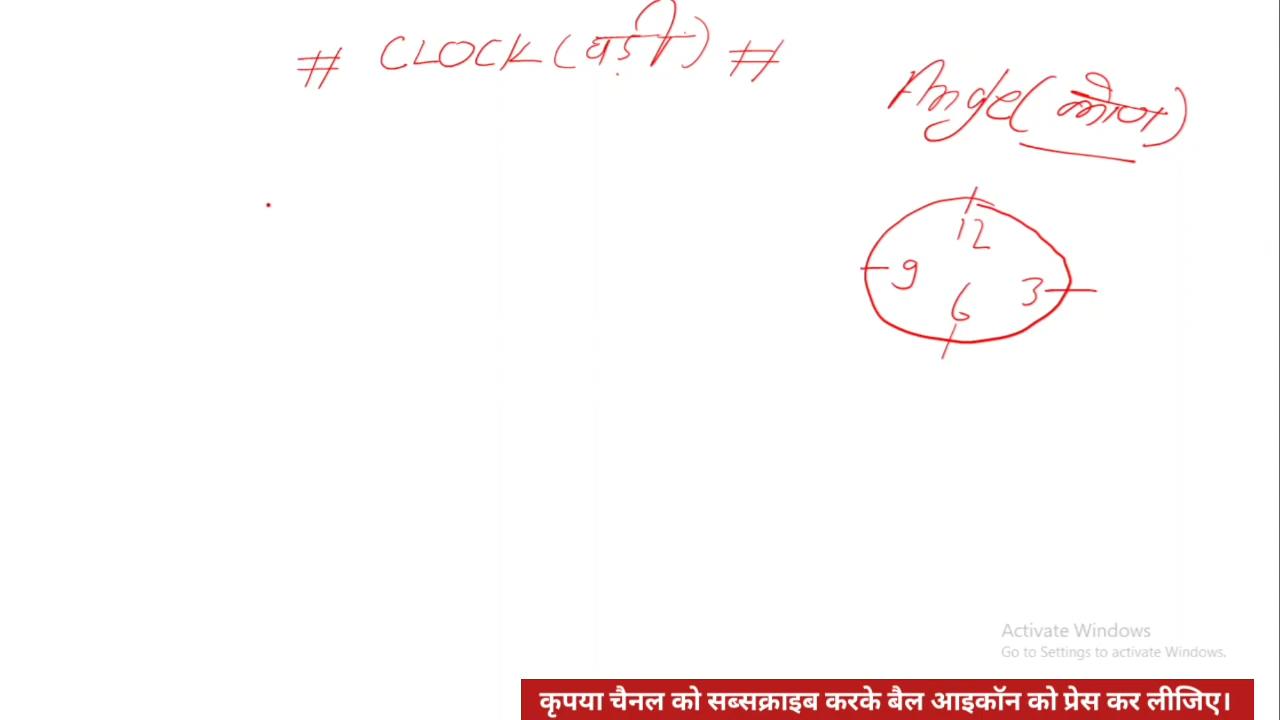 # CLOCK (घड़ी) #
Angle (कोण)
12
9
3
6
Activate Windows
Go to Settings to activate Windows.
कृपया चैनल को सब्सक्राइब करके बैल आइकॉन को प्रेस कर लीजिए।